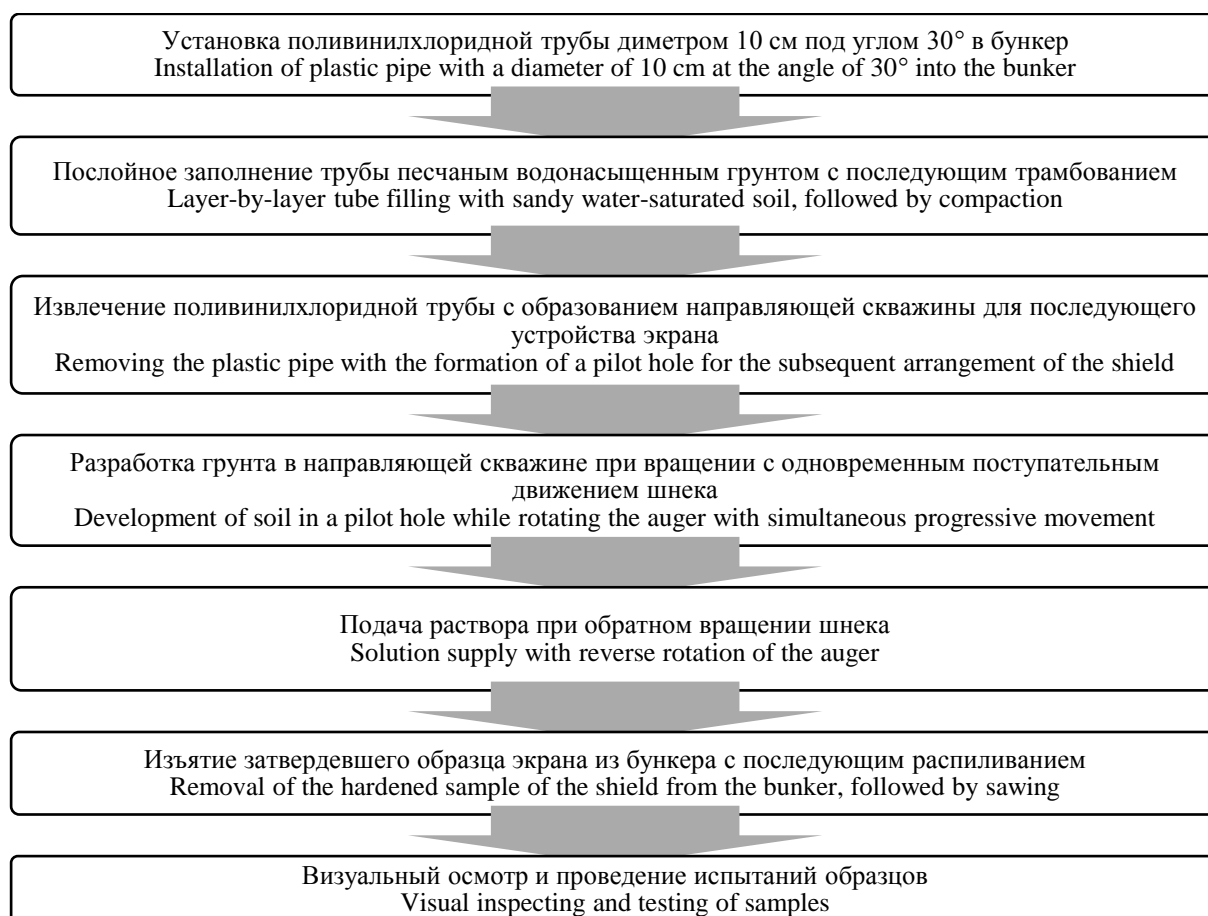 Установка поливинилхлоридной трубы диметром 10 см под углом 30° в бункер
Installation of plastic pipe with a diameter of 10 cm at the angle of 30° into the bunker
Послойное заполнение трубы песчаным водонасыщенным грунтом с последующим трамбованием
Layer-by-layer tube filling with sandy water-saturated soil, followed by compaction
Извлечение поливинилхлоридной трубы с образованием направляющей скважины для последующего
устройства экрана
Removing the plastic pipe with the formation of a pilot hole for the subsequent arrangement of the shield
Разработка грунта в направляющей скважине при вращении с одновременным поступательным
движением шнека
Development of soil in a pilot hole while rotating the auger with simultaneous progressive movement
Подача раствора при обратном вращении шнека
Solution supply with reverse rotation of the auger
Изъятие затвердевшего образца экрана из бункера с последующим распиливанием
Removal of the hardened sample of the shield from the bunker, followed by sawing
Визуальный осмотр и проведение испытаний образцов
Visual inspecting and testing of samples